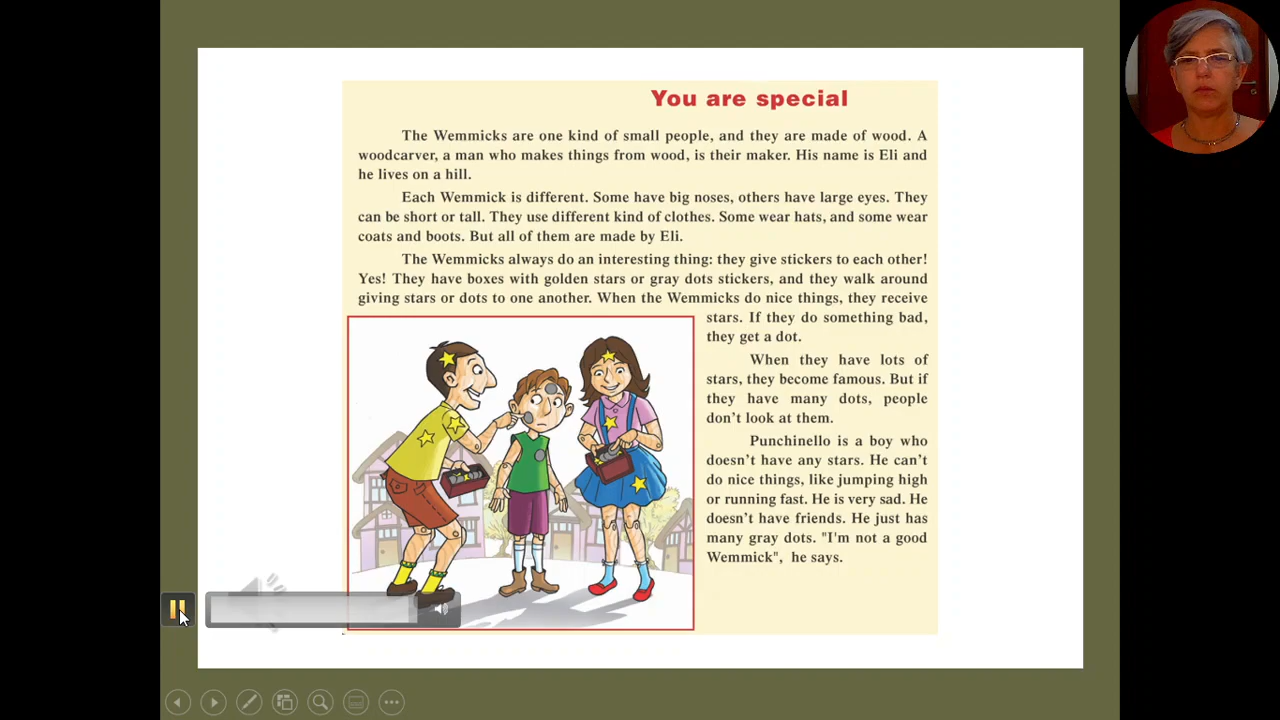 You are special
The Wemmicks are one kind of small people, and they are made of wood. A
woodcarver, a man who makes things from wood, is their maker. His name is Eli and
he lives on a hill.
Each Wemmick is different. Some have big noses, others have large eyes. They
can be short or tall. They use different kind of clothes. Some wear hats, and some wear
coats and boots. But all of them are made by Eli.
The Wemmicks always do an interesting thing: they give stickers to each other!
Yes! They have boxes with golden stars or gray dots stickers, and they walk around
giving stars or dots to one another. When the Wemmicks do nice things, they receive
stars. If they do something bad,
they get a dot.
When they have lots of
stars, they become famous. But if
they have many dots, people
don't look at them.
Punchinello is a boy who
doesn't have any stars. He can't
do nice things, like jumping high
or running fast. He is very sad. He
doesn't have friends. He just has
many gray dots. "I'm not a good
Wemmick", he says.